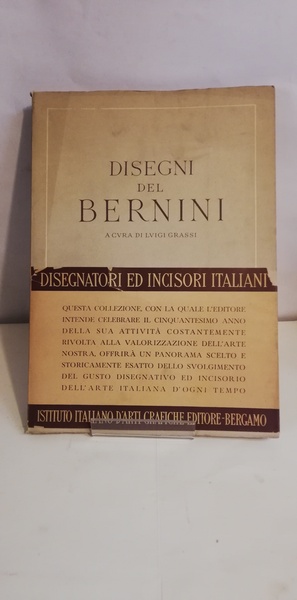 DISEGNI
DEL
BERNINI
A CVRA DI LVIGI GRASSI
DISEGNATORI ED INCISORI ITALIANI
QUESTA COLLEZIONE, CON LA QUALE L'EDITORE
INTENDE CELEBRARE IL CINQUANTESIMO ANNO
DELLA SUA ATTIVITÀ COSTANTEMENTE
RIVOLTA ALLA VALORIZZAZIONE DELL'ARTE
NOSTRA, OFFRIRÀ UN PANORAMA SCELTO E
STORICAMENTE ESATTO DELLO SVOLGIMENTO
DEL GUSTO DISEGNATIVO ED INCISORIO
DELL'ARTE ITALIANA D'OGNI TEMPO
ISTITUTO ITALIANO D'ARTI GRAFICHE EDITORE-BERGAMO